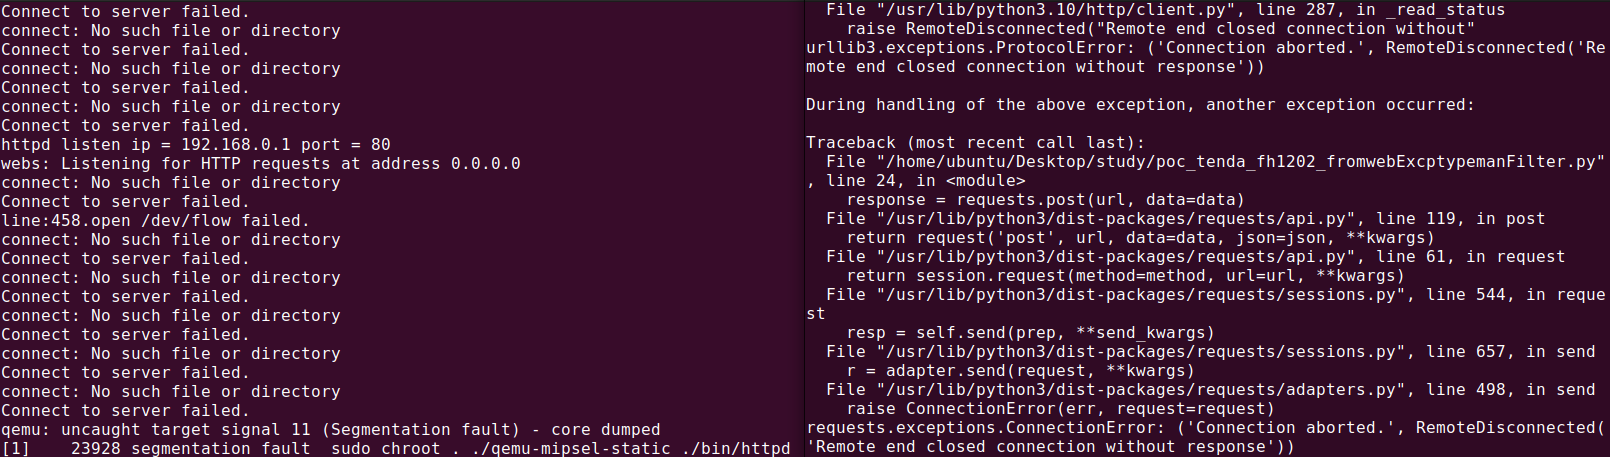 Connect to server failed.
connect: No such file or directory
Connect to server failed.
connect: No such file or directory
Connect to server failed.
connect: No such file or directory
Connect to server failed.
httpd listen ip = 192.168.0.1 port = 80
webs: Listening for HTTP requests at address 0.0.0.0
connect: No such file or directory
Connect to server failed.
line:458.open /dev/flow failed.
connect: No such file or directory
Connect to server failed.
connect: No such file or directory
Connect to server failed.
connect: No such file or directory
Connect to server failed.
connect: No such file or directory
Connect to server failed.
connect: No such file or directory
Connect to server failed.
qemu: uncaught target signal 11 (Segmentation fault) - core dumped
[1]    23928 segmentation fault  sudo chroot . ./qemu-mipsel-static ./bin/httpd
  File "/usr/lib/python3.10/http/client.py", line 287, in _read_status
    raise RemoteDisconnected("Remote end closed connection without"
urllib3.exceptions.ProtocolError: ('Connection aborted.', RemoteDisconnected('Re
mote end closed connection without response'))

During handling of the above exception, another exception occurred:

Traceback (most recent call last):
  File "/home/ubuntu/Desktop/study/poc_tenda_fh1202_fromwebExcptypemanFilter.py"
, line 24, in <module>
    response = requests.post(url, data=data)
  File "/usr/lib/python3/dist-packages/requests/api.py", line 119, in post
    return request('post', url, data=data, json=json, **kwargs)
  File "/usr/lib/python3/dist-packages/requests/api.py", line 61, in request
    return session.request(method=method, url=url, **kwargs)
  File "/usr/lib/python3/dist-packages/requests/sessions.py", line 544, in reque
st
    resp = self.send(prep, **send_kwargs)
  File "/usr/lib/python3/dist-packages/requests/sessions.py", line 657, in send
    r = adapter.send(request, **kwargs)
  File "/usr/lib/python3/dist-packages/requests/adapters.py", line 498, in send
    raise ConnectionError(err, request=request)
requests.exceptions.ConnectionError: ('Connection aborted.', RemoteDisconnected(
'Remote end closed connection without response'))